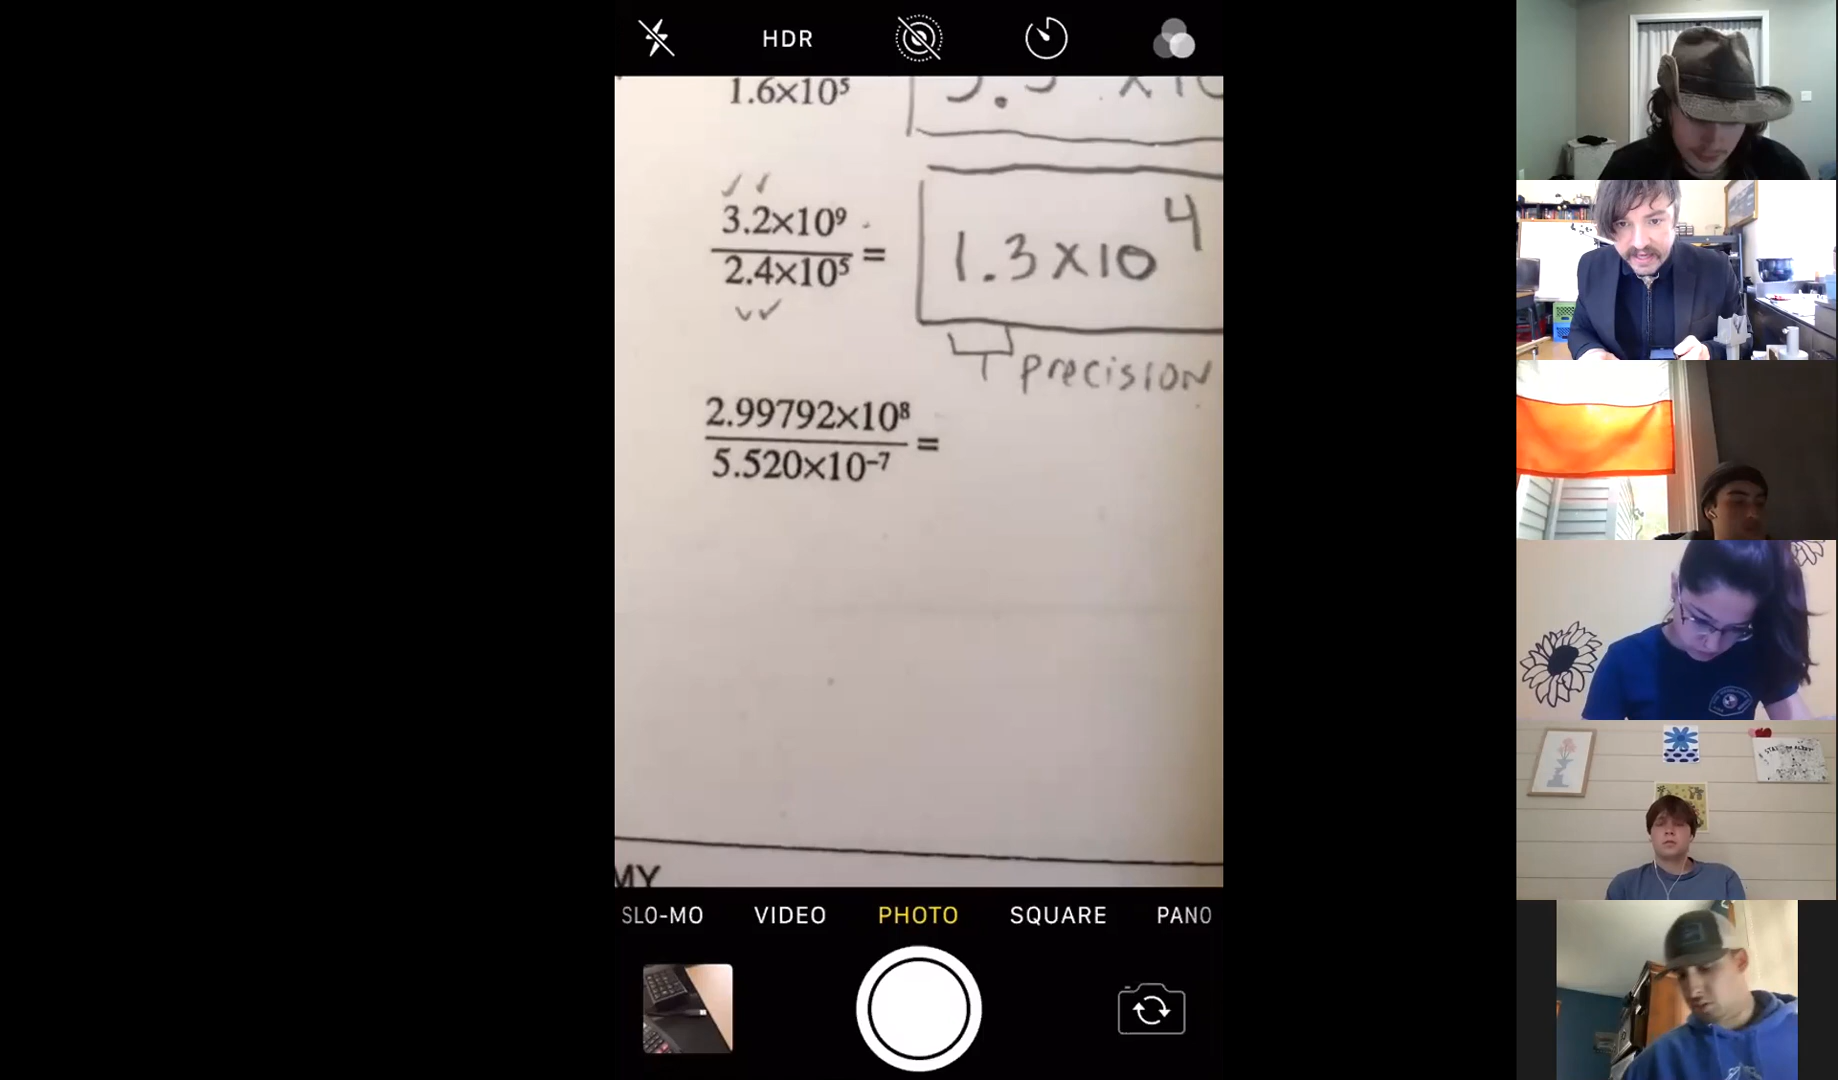 HDR
1.6×10⁵
3.2×10⁹
2.4×10⁵
=
1.3×10⁴
precision
2.99792×10⁸
5.520×10⁻⁷
=
MY
SLO-MO VIDEO PHOTO SQUARE PANO